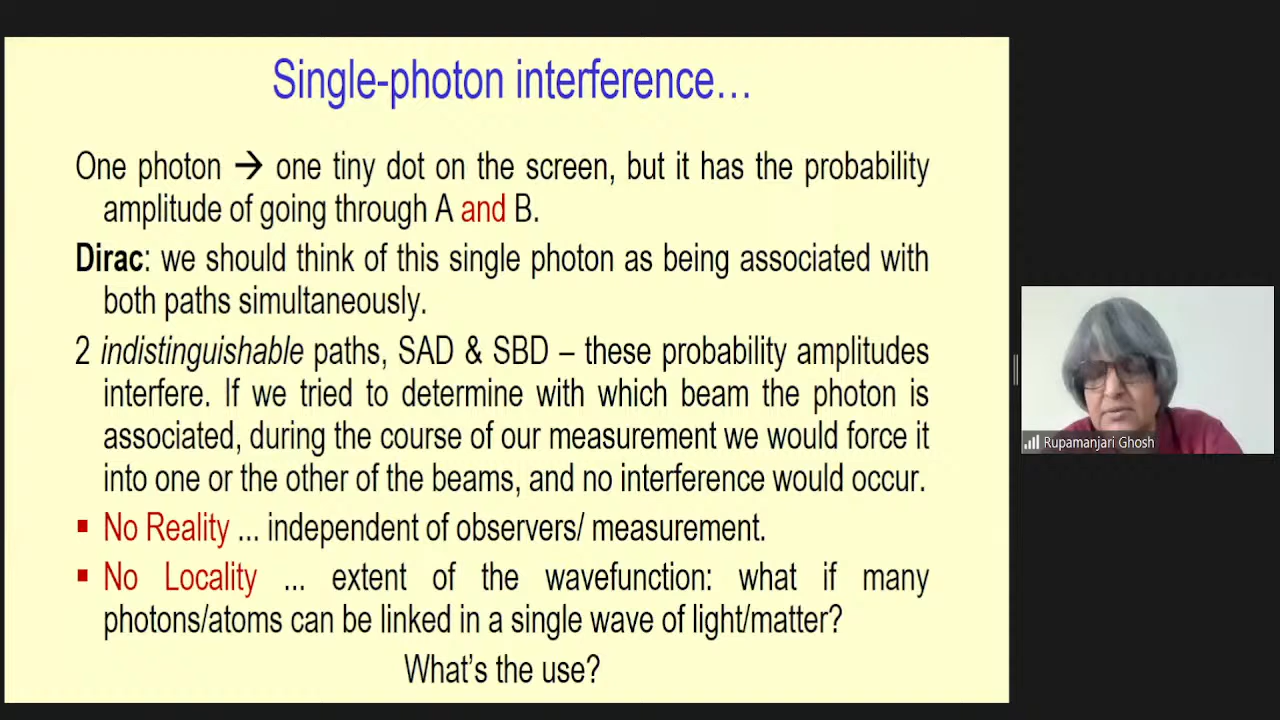 Single-photon interference…
One photon → one tiny dot on the screen, but it has the probability
amplitude of going through A and B.
Dirac: we should think of this single photon as being associated with
both paths simultaneously.
2 indistinguishable paths, SAD & SBD – these probability amplitudes
interfere. If we tried to determine with which beam the photon is
associated, during the course of our measurement we would force it
into one or the other of the beams, and no interference would occur.
▪ No Reality ... independent of observers/ measurement.
▪ No Locality ... extent of the wavefunction: what if many
photons/atoms can be linked in a single wave of light/matter?
What's the use?
Rupamanjari Ghosh